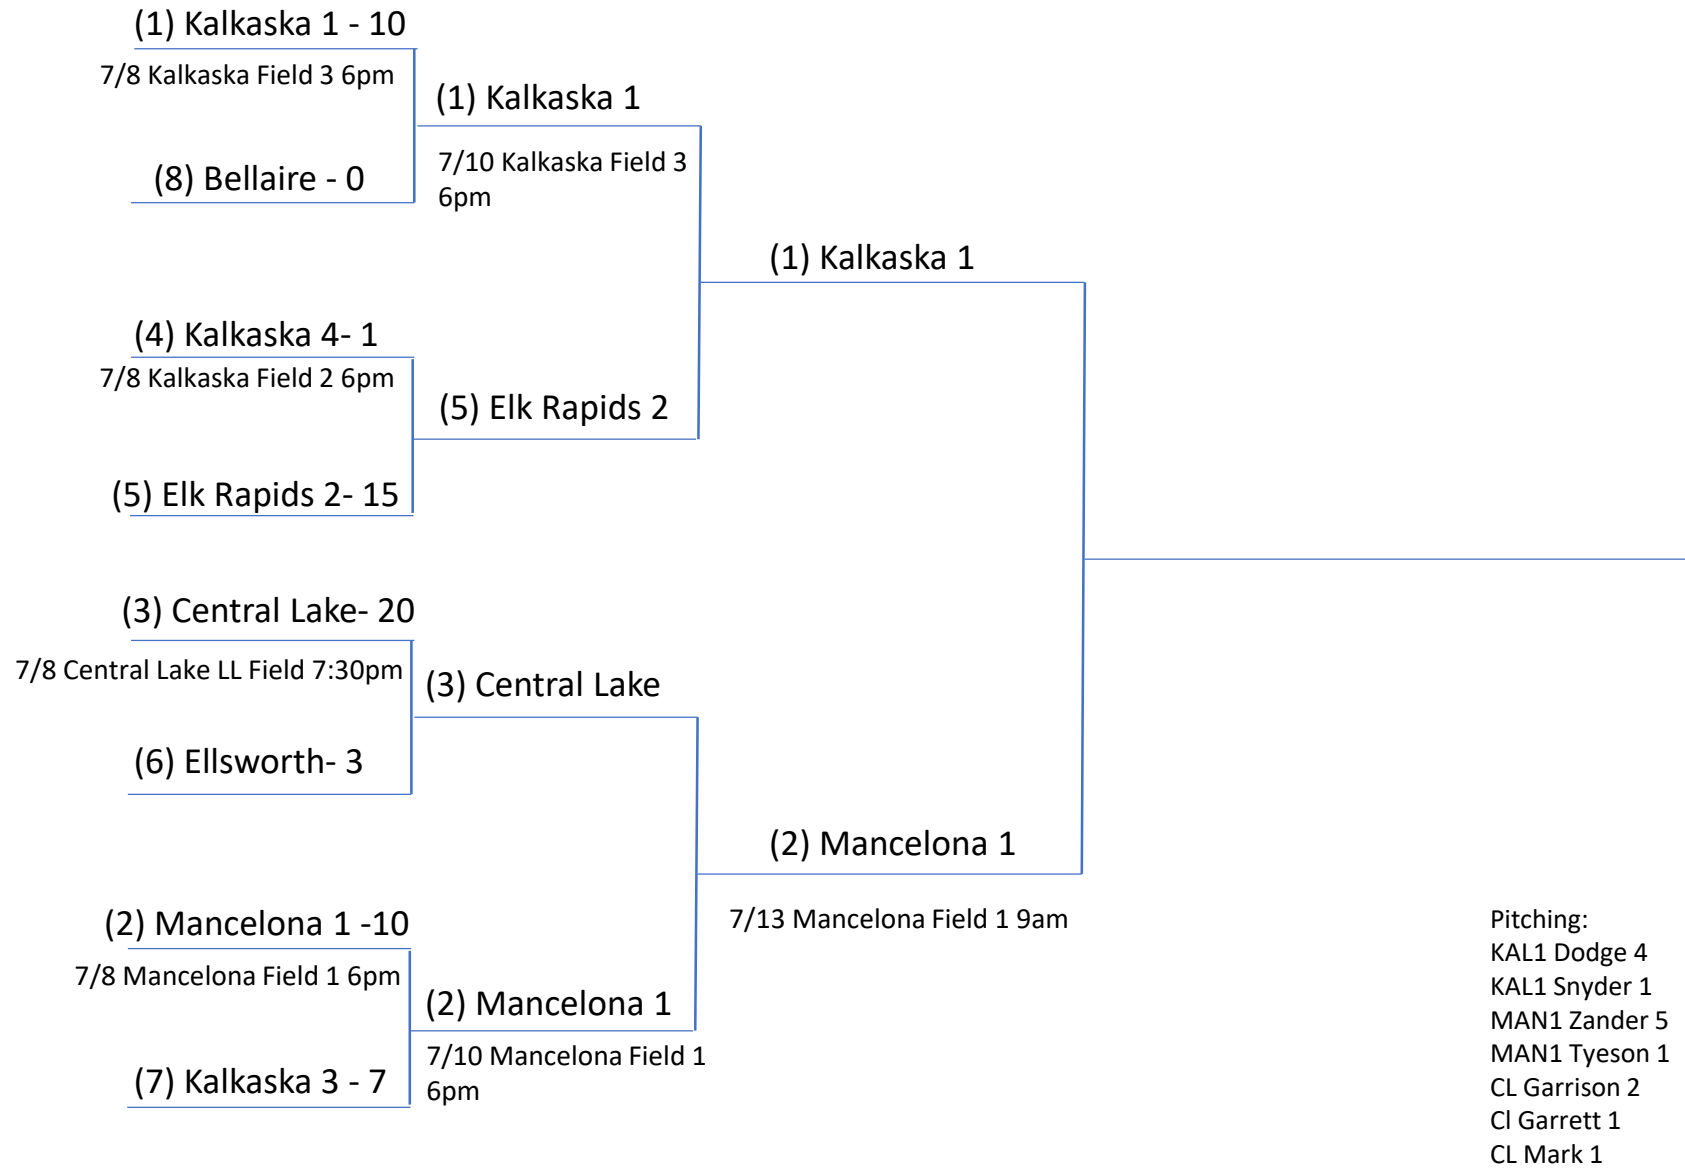 (1) Kalkaska 1 - 10
7/8 Kalkaska Field 3 6pm
(8) Bellaire - 0
(4) Kalkaska 4- 1
7/8 Kalkaska Field 2 6pm
(5) Elk Rapids 2- 15
(3) Central Lake- 20
7/8 Central Lake LL Field 7:30pm
(6) Ellsworth- 3
(2) Mancelona 1 -10
7/8 Mancelona Field 1 6pm
(7) Kalkaska 3 - 7
(1) Kalkaska 1
7/10 Kalkaska Field 3
6pm
(5) Elk Rapids 2
(3) Central Lake
(2) Mancelona 1
7/10 Mancelona Field 1
6pm
(1) Kalkaska 1
(2) Mancelona 1
7/13 Mancelona Field 1 9am
Pitching:
KAL1 Dodge 4
KAL1 Snyder 1
MAN1 Zander 5
MAN1 Tyeson 1
CL Garrison 2
Cl Garrett 1
CL Mark 1